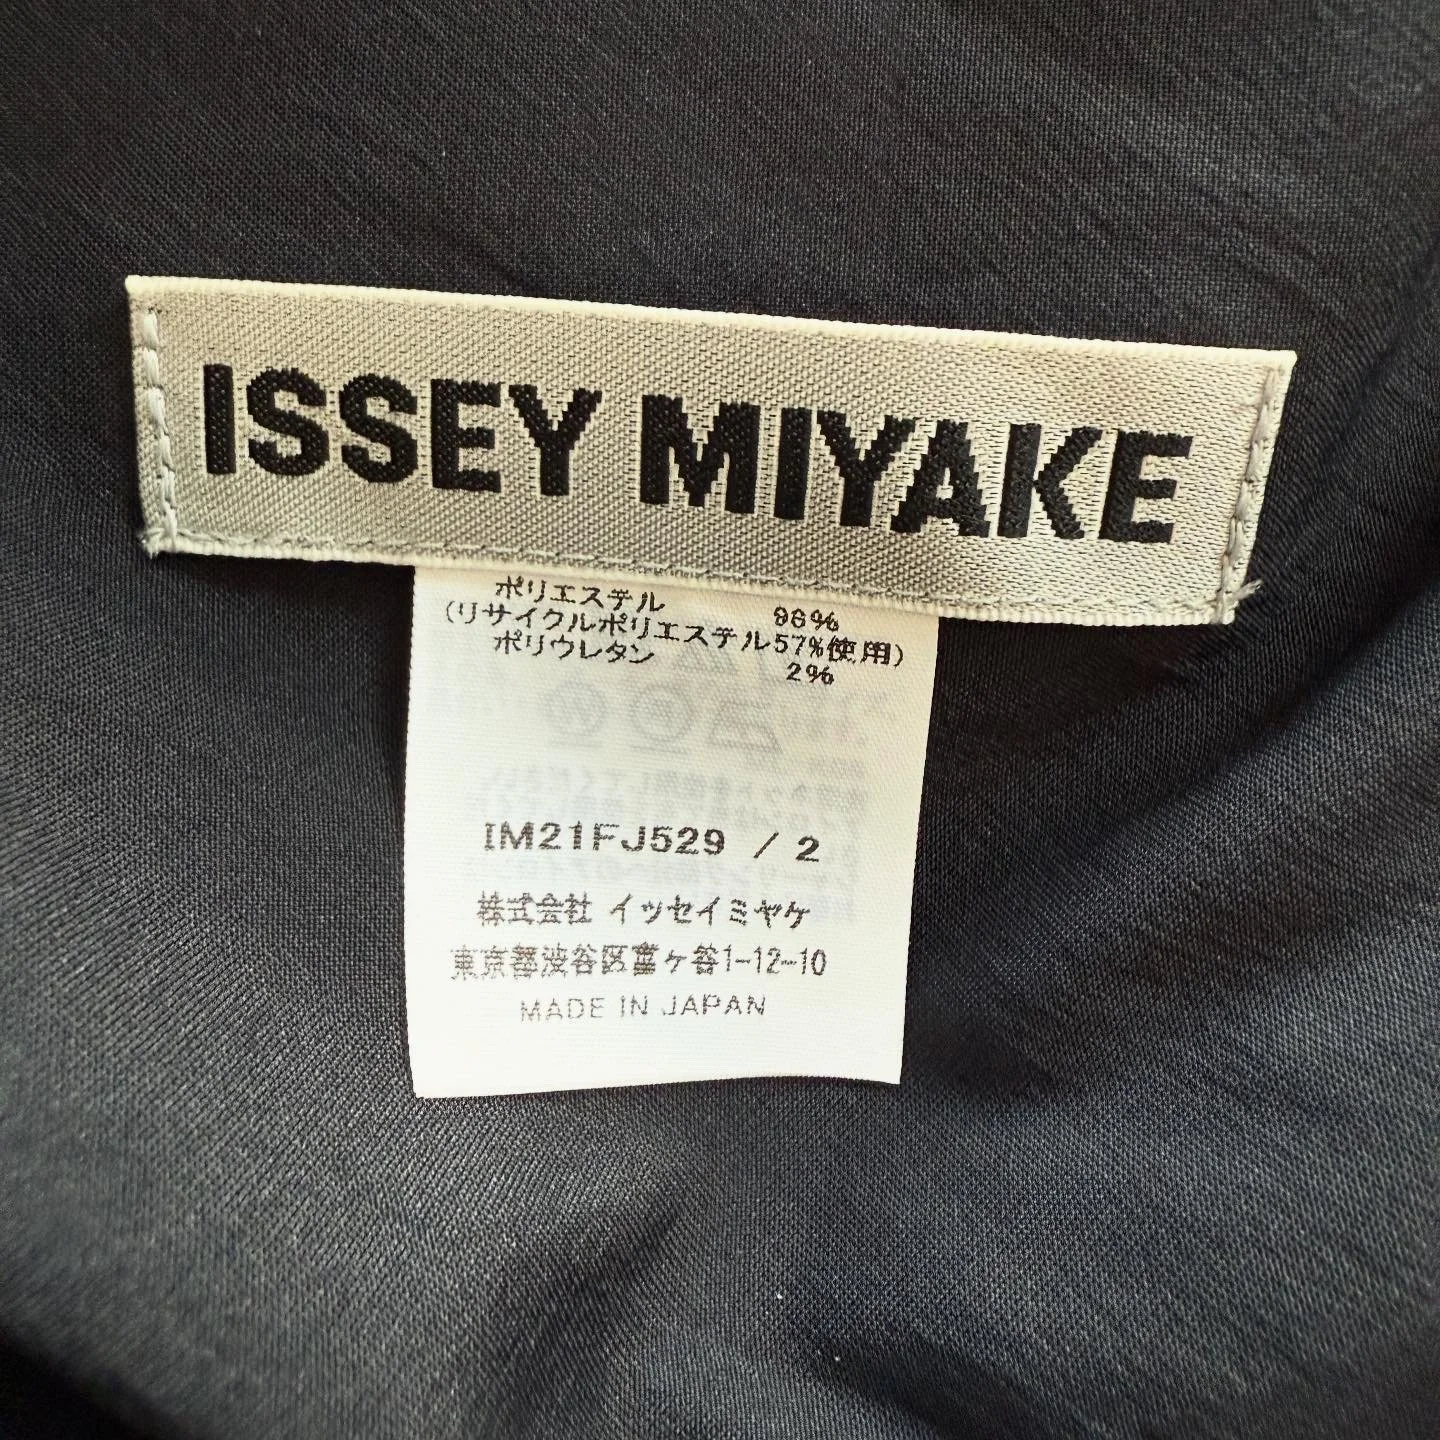 ISSEY MIYAKE
ポリエステル 98%
(リサイクルポリエステル57%使用)
ポリウレタン 2%
IM21FJ529 / 2
株式会社 イッセイミヤケ
東京都渋谷区富ヶ谷1-12-10
MADE IN JAPAN